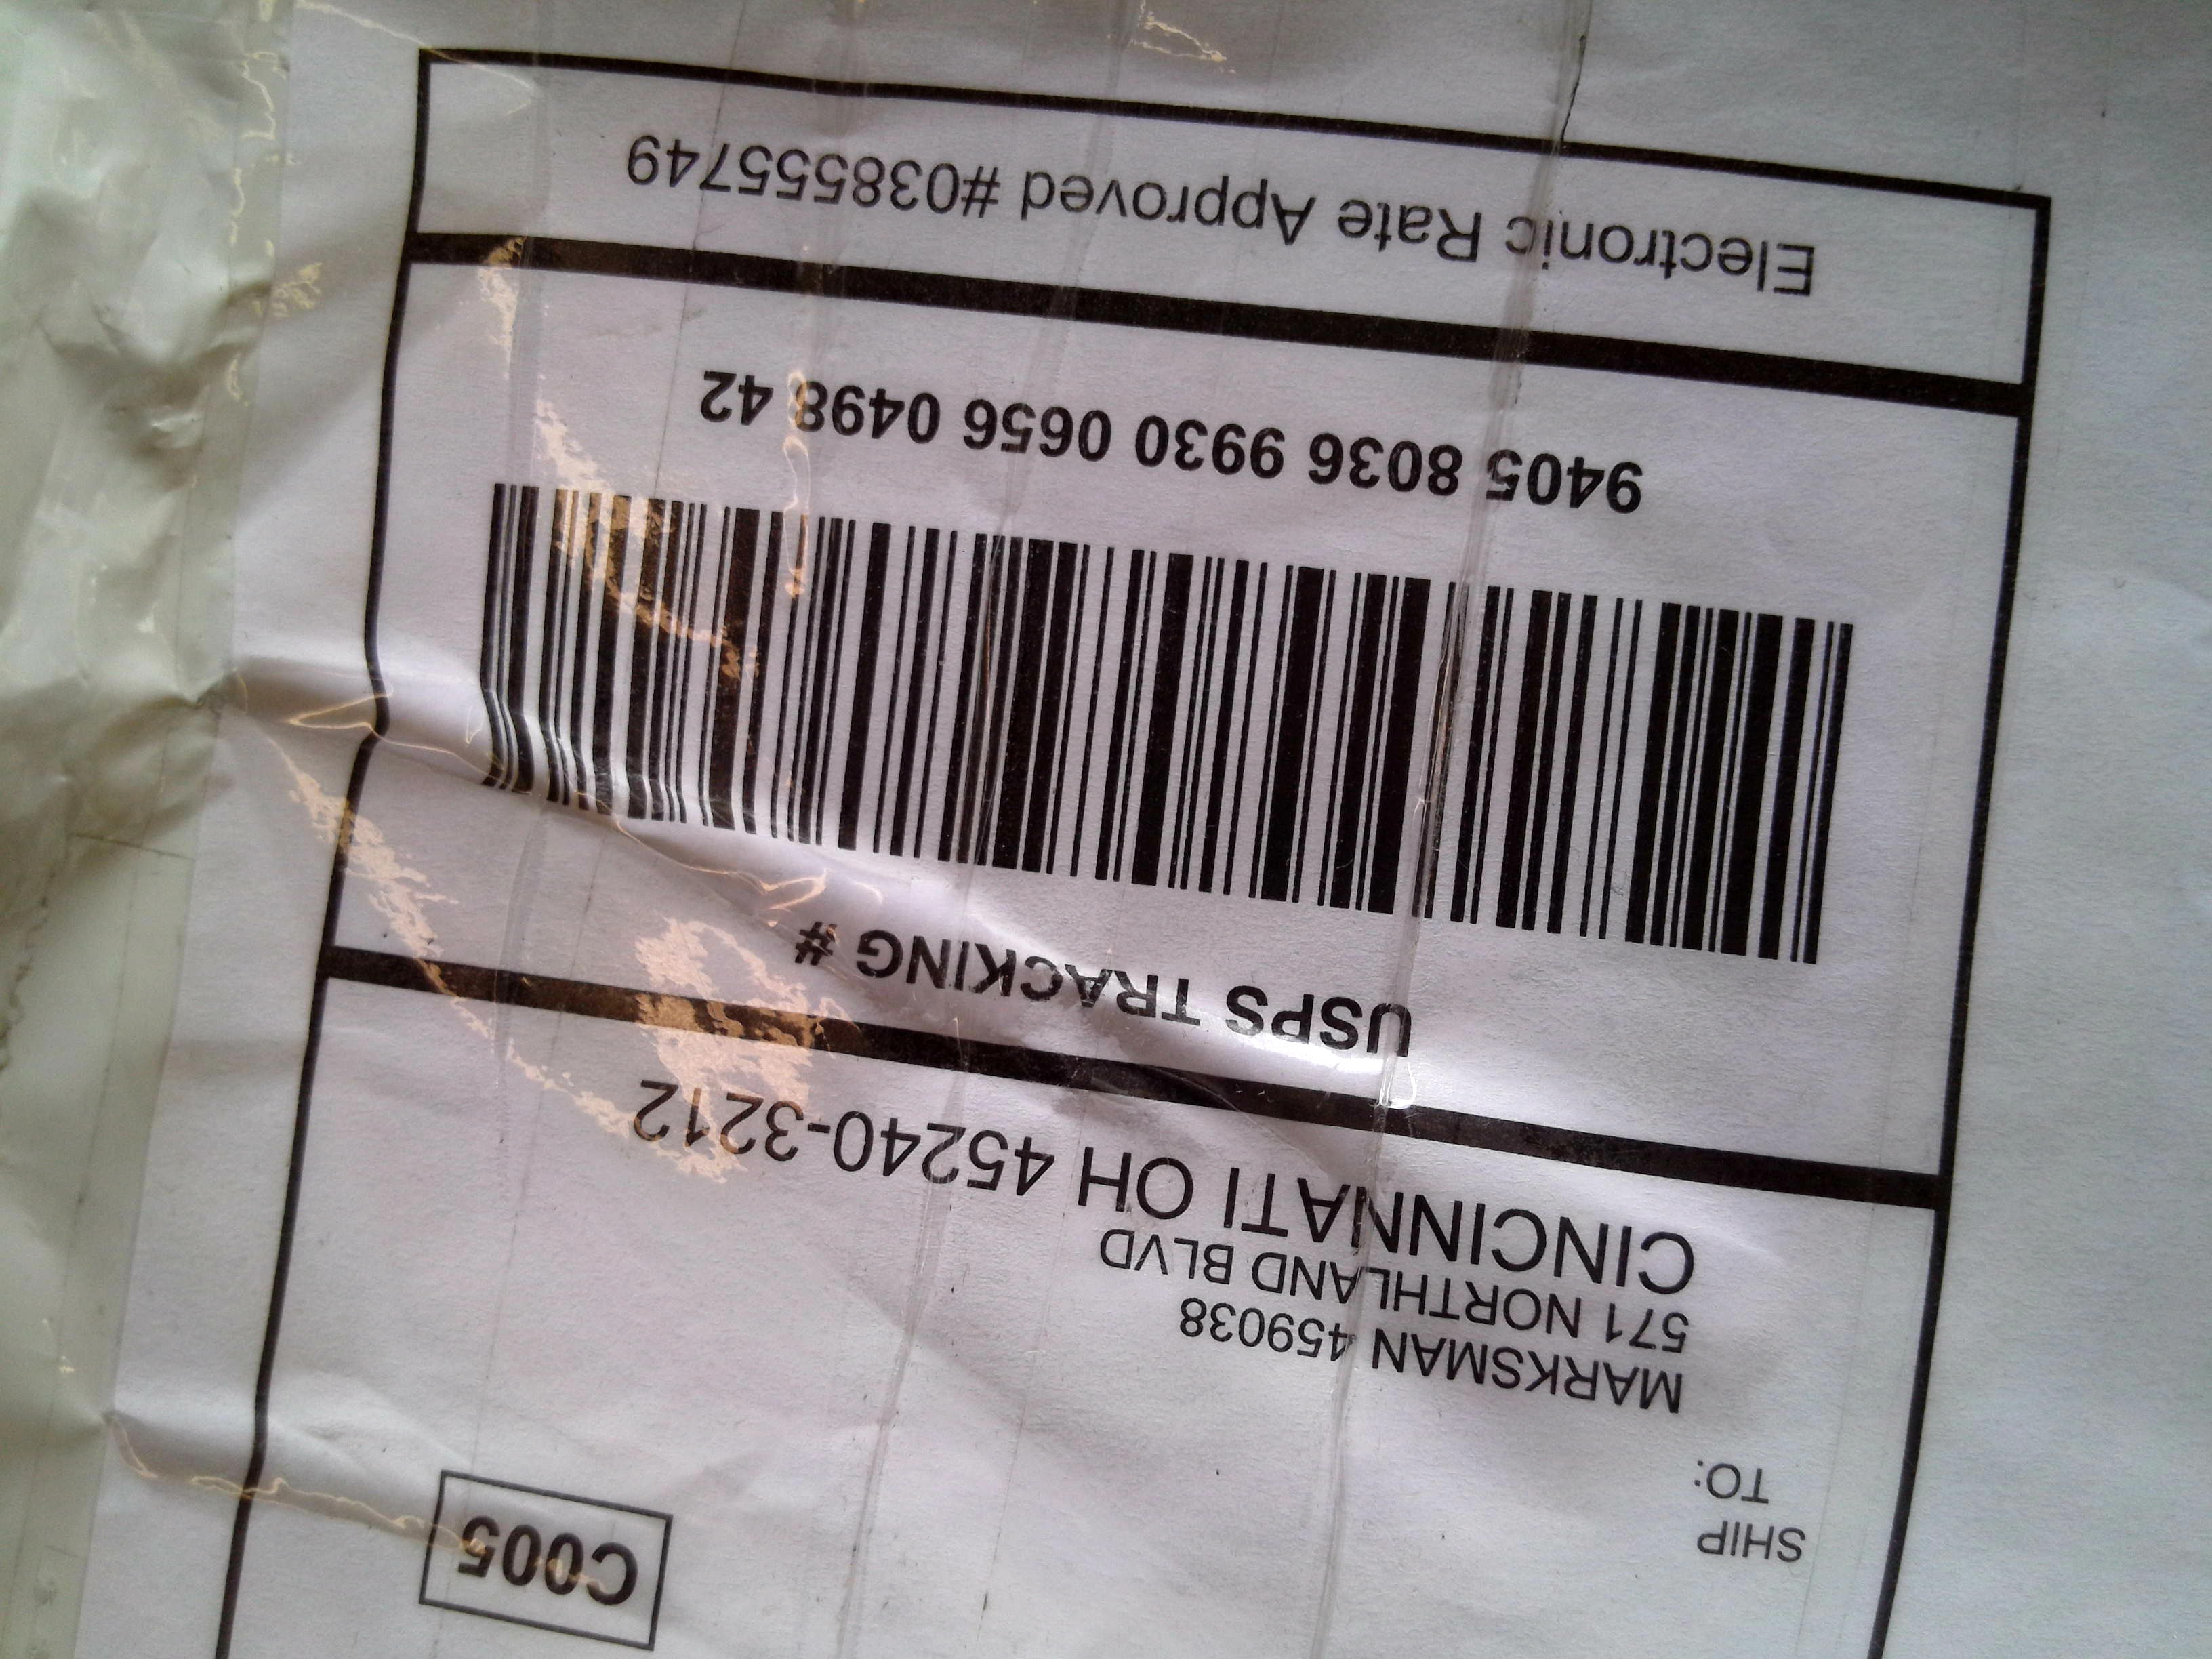 C005
SHIP
TO:
MARKSMAN 459038
571 NORTHLAND BLVD
CINCINNATI OH 45240-3212
USPS TRACKING #
9405 8036 9930 0656 0498 42
Electronic Rate Approved #038555749